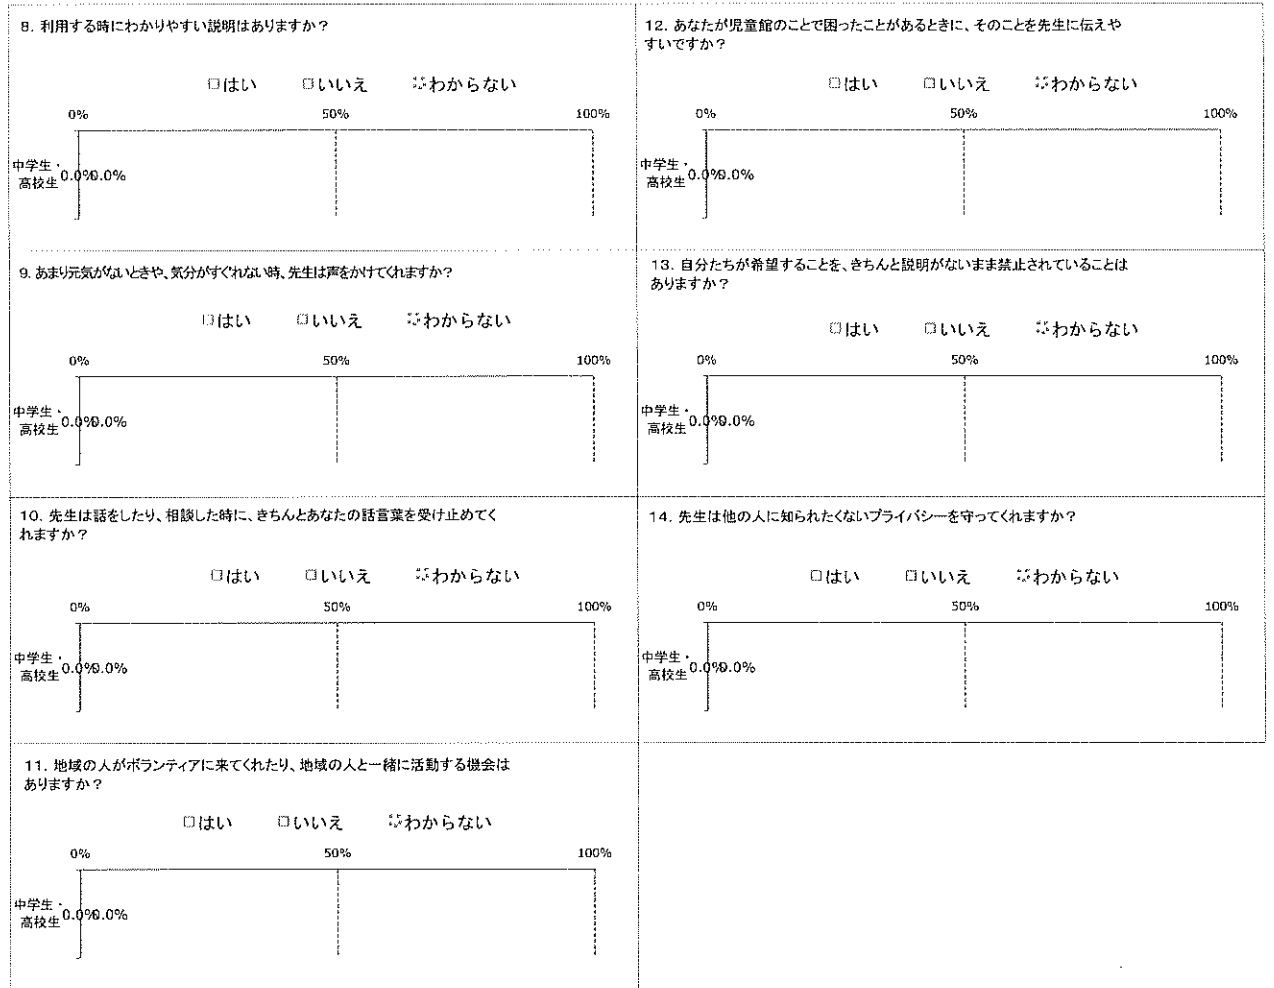 8. 利用する時にわかりやすい説明はありますか？
はい いいえ わからない
0% 50% 100%
中学生・
高校生
0.0%0.0%
9. あまり元気がないときや、気分がすぐれない時、先生は声をかけてくれますか？
はい いいえ わからない
0% 50% 100%
中学生・
高校生
0.0%0.0%
10. 先生は話をしたり、相談した時に、きちんとあなたの話言葉を受け止めてく
れますか？
はい いいえ わからない
0% 50% 100%
中学生・
高校生
0.0%0.0%
11. 地域の人がボランティアに来てくれたり、地域の人と一緒に活動する機会は
ありますか？
はい いいえ わからない
0% 50% 100%
中学生・
高校生
0.0%0.0%
12. あなたが児童館のことで困ったことがあるときに、そのことを先生に伝えや
すいですか？
はい いいえ わからない
0% 50% 100%
中学生・
高校生
0.0%0.0%
13. 自分たちが希望することを、きちんと説明がないまま禁止されていることは
ありますか？
はい いいえ わからない
0% 50% 100%
中学生・
高校生
0.0%0.0%
14. 先生は他の人に知られたくないプライバシーを守ってくれますか？
はい いいえ わからない
0% 50% 100%
中学生・
高校生
0.0%0.0%